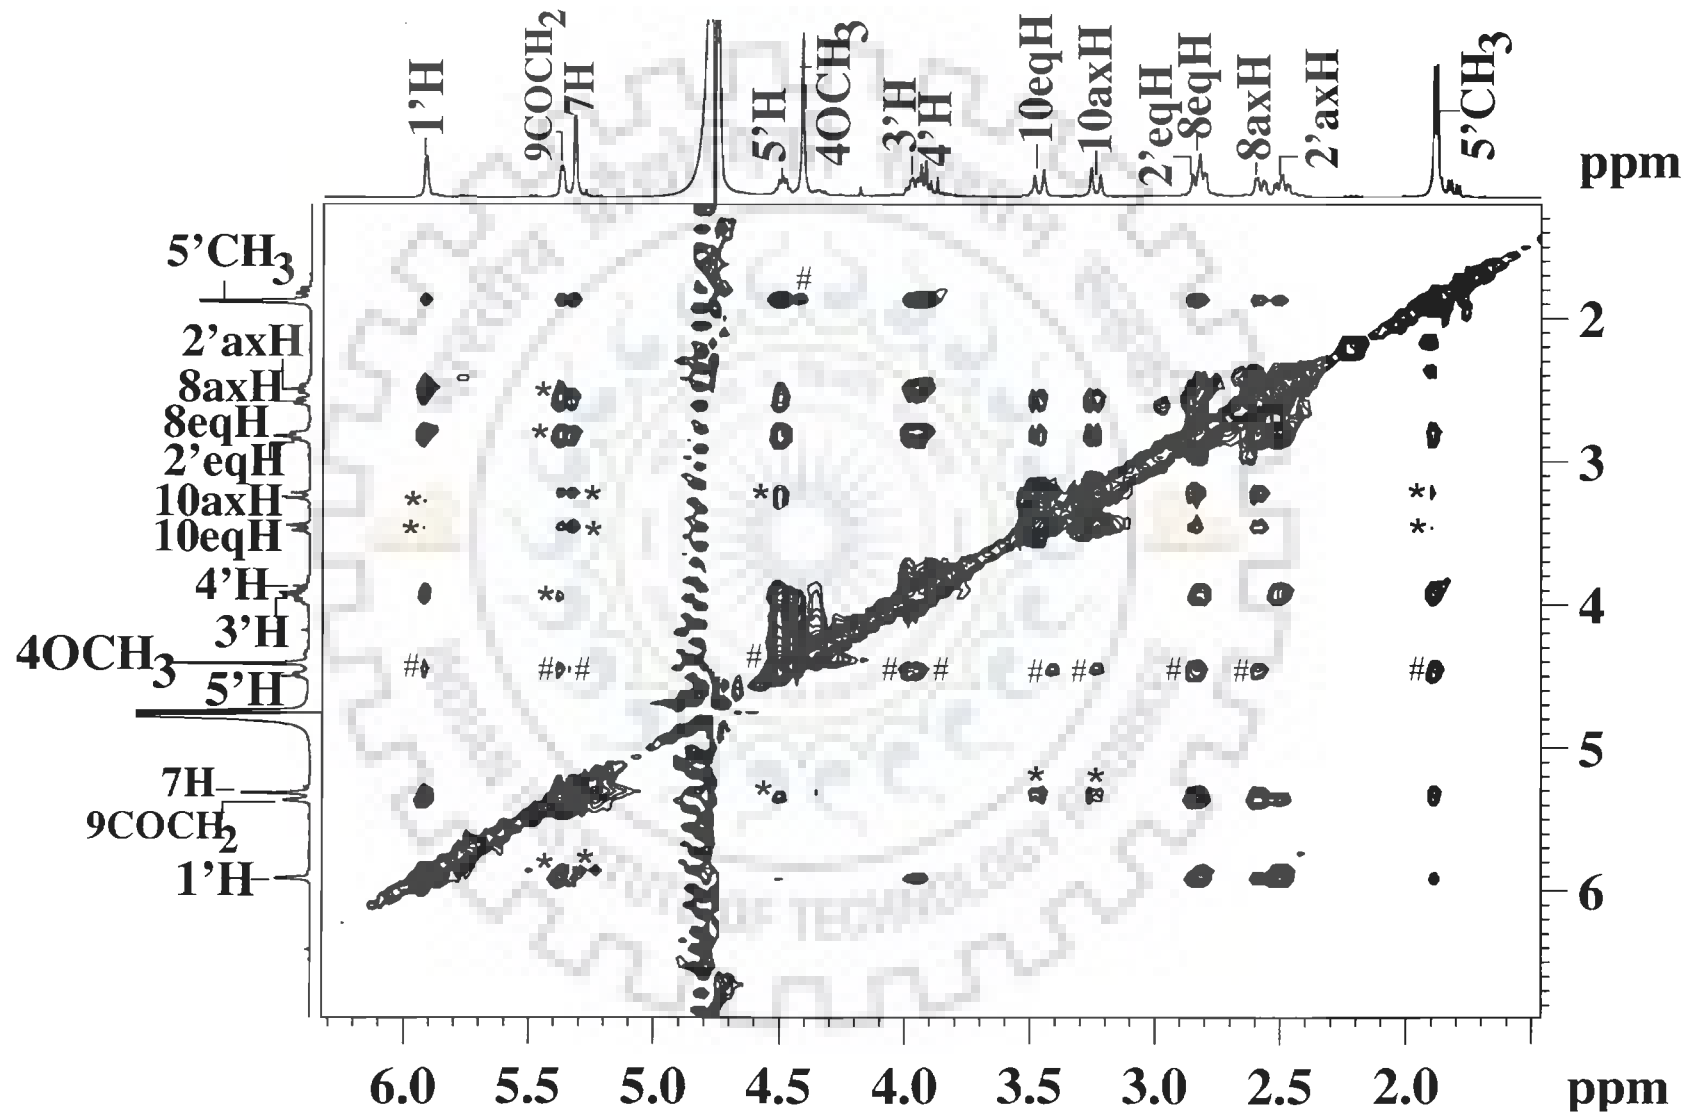 1'H
9COCH2
7H
5'H
4OCH3
3'H
4'H
10eqH
10axH
2'eqH
8eqH
8axH
2'axH
5'CH3
ppm
5'CH3
2'axH
8axH
8eqH
2'eqH
10axH
10eqH
4'H
3'H
4OCH3
5'H
7H
9COCH2
1'H
#
*
*
* * * *
* * *
*
# # # # # # # # # # #
* * *
* *
2
3
4
5
6
6.0 5.5 5.0 4.5 4.0 3.5 3.0 2.5 2.0 ppm
OF TECHNOLOGY